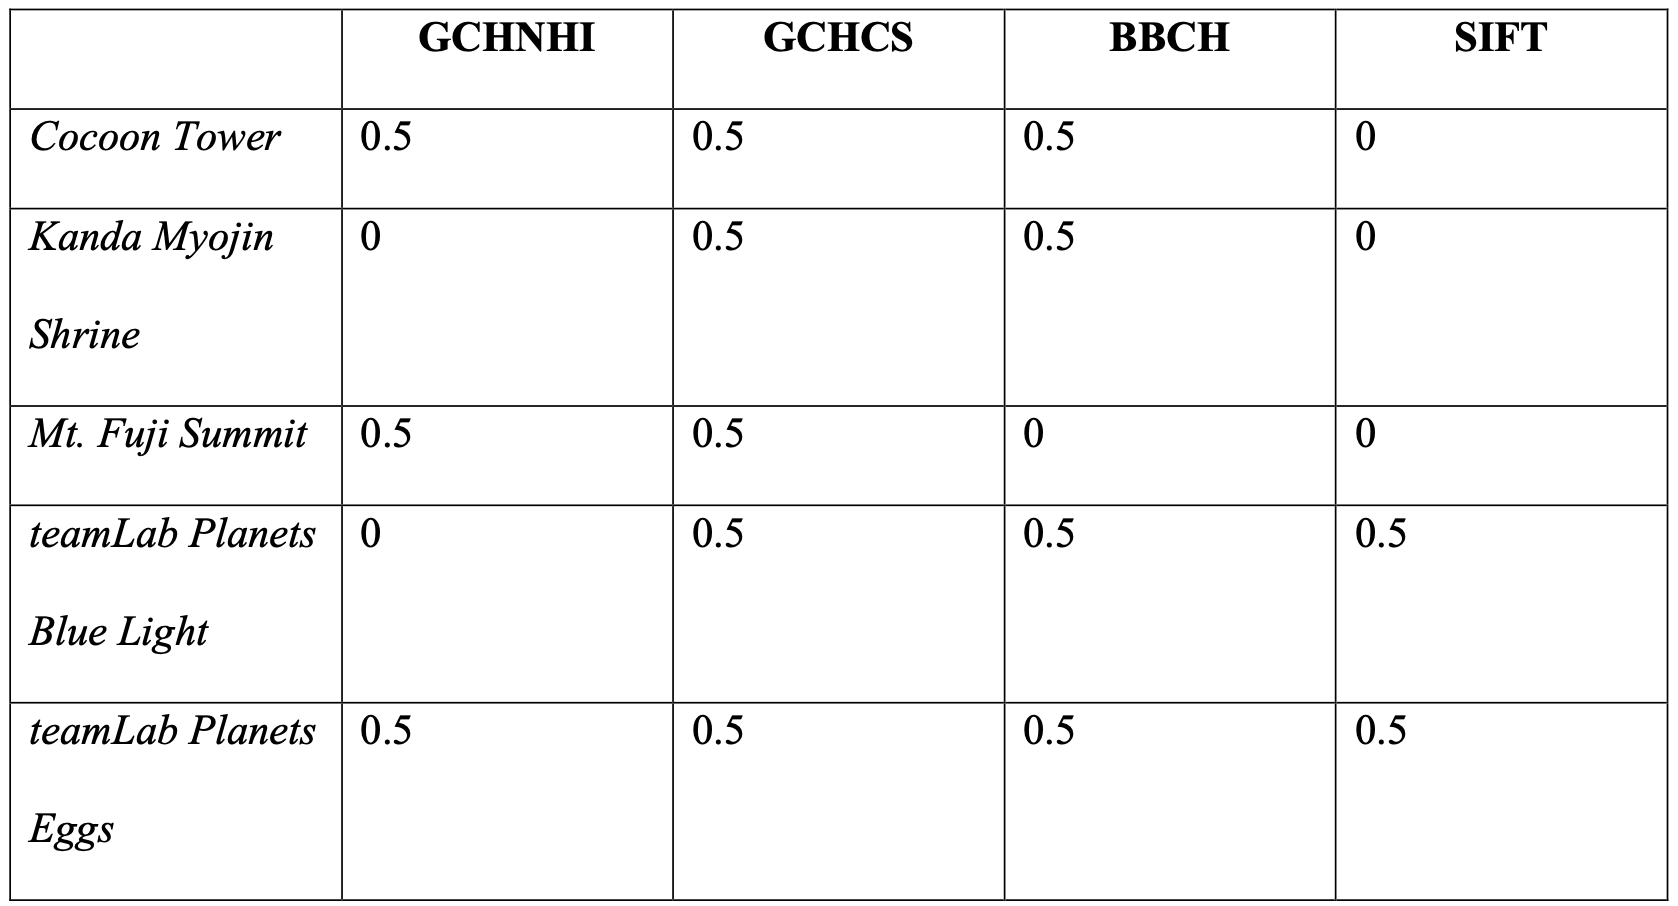 GCHNHI GCHCS BBCH SIFT
Cocoon Tower 0.5 0.5 0.5 0
Kanda Myojin 0 0.5 0.5 0
Shrine
Mt. Fuji Summit 0.5 0.5 0 0
teamLab Planets 0 0.5 0.5 0.5
Blue Light
teamLab Planets 0.5 0.5 0.5 0.5
Eggs